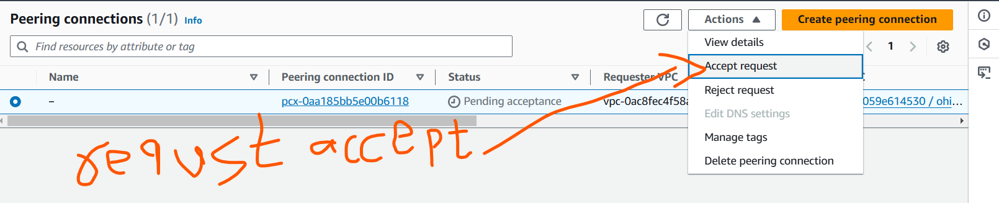 Peering connections (1/1) Info
Actions
Create peering connection
Find resources by attribute or tag
1
View details
Accept request
Reject request
Edit DNS settings
Manage tags
Delete peering connection
Name
Peering connection ID
Status
Requester VPC
–
pcx-0aa185bb5e00b6118
Pending acceptance
vpc-0ac8fec4f58a
059e614530 / ohi...
requst accept